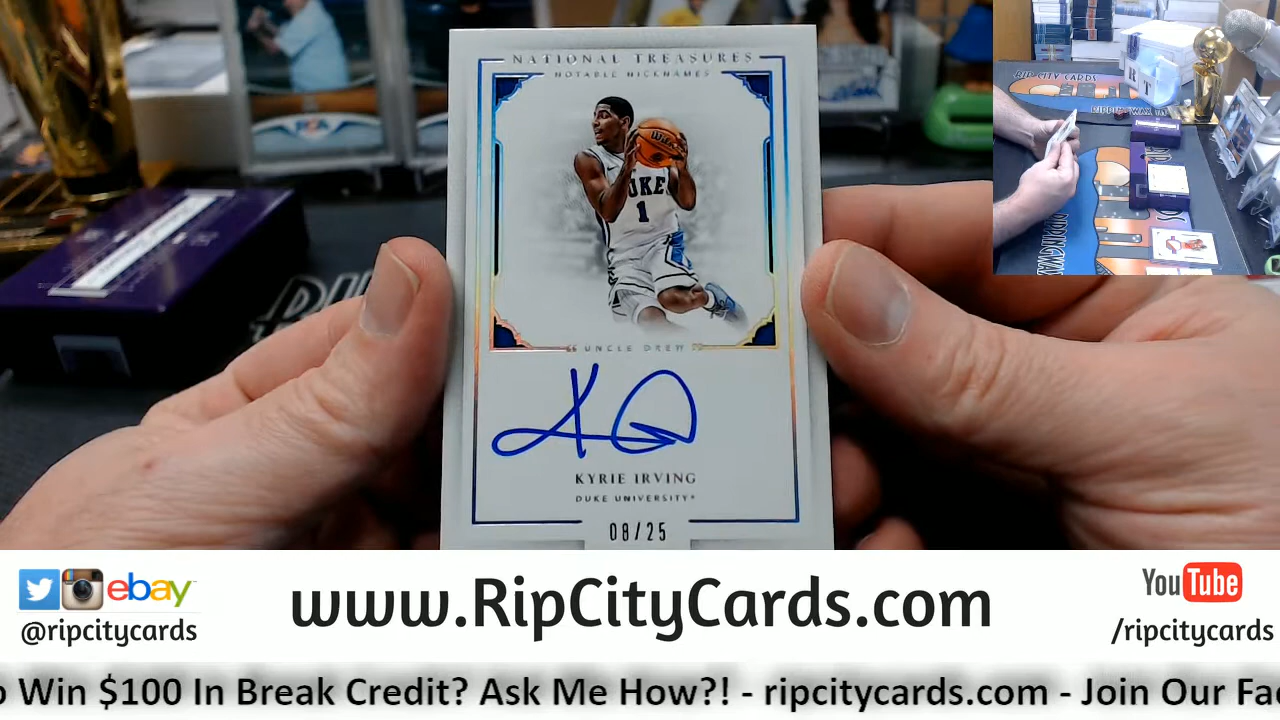 NATIONAL TREASURES
NOTABLE NICKNAMES
Wilson
DUKE
1
"UNCLE DREW"
KYRIE IRVING
DUKE UNIVERSITY
08/25
RIP CITY CARDS
ebay
@ripcitycards
www.RipCityCards.com
YouTube
/ripcitycards
Win $100 In Break Credit? Ask Me How?! - ripcitycards.com - Join Our